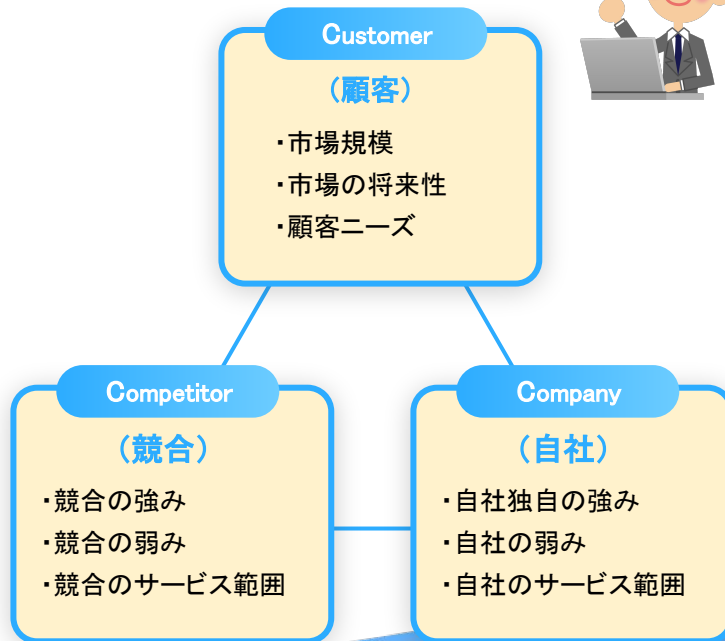 Customer
（顧客）
・市場規模
・市場の将来性
・顧客ニーズ
Competitor
（競合）
・競合の強み
・競合の弱み
・競合のサービス範囲
Company
（自社）
・自社独自の強み
・自社の弱み
・自社のサービス範囲